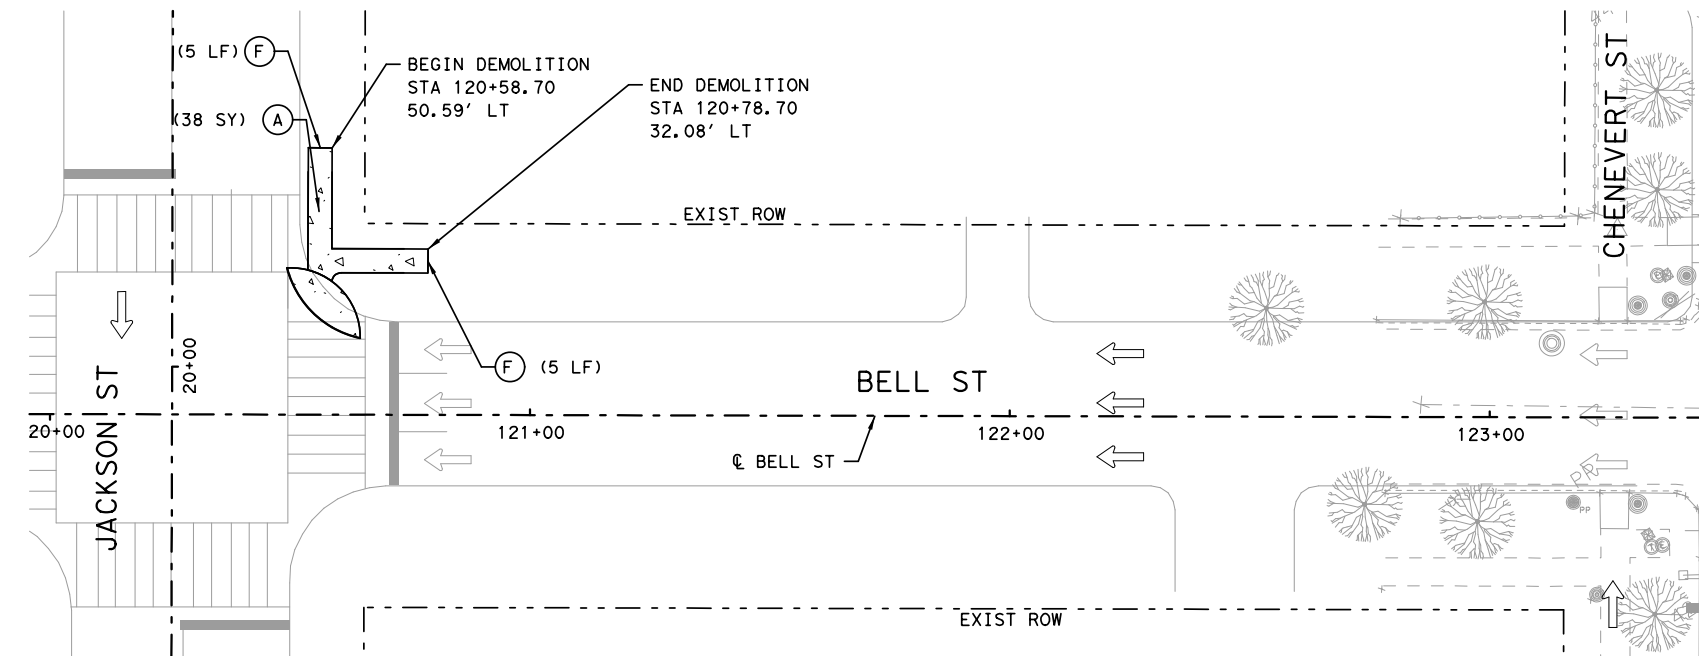 (5 LF) F
BEGIN DEMOLITION
STA 120+58.70
50.59' LT
END DEMOLITION
STA 120+78.70
32.08' LT
(38 SY) A
CHENEVERT ST
EXIST ROW
20+00
JACKSON ST
F (5 LF)
BELL ST
20+00
121+00
122+00
123+00
℄ BELL ST
PR
PP
EXIST ROW